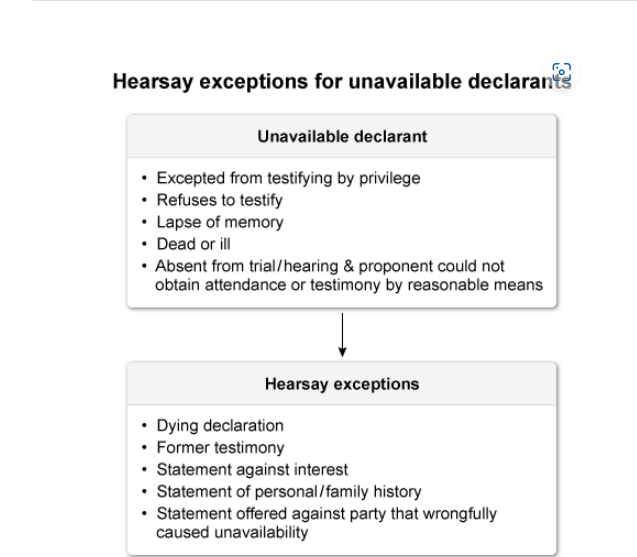 Hearsay exceptions for unavailable declarants
Unavailable declarant
• Excepted from testifying by privilege
• Refuses to testify
• Lapse of memory
• Dead or ill
• Absent from trial/hearing & proponent could not
obtain attendance or testimony by reasonable means
Hearsay exceptions
• Dying declaration
• Former testimony
• Statement against interest
• Statement of personal/family history
• Statement offered against party that wrongfully
caused unavailability